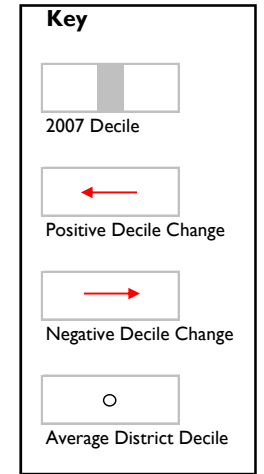 Key
2007 Decile
Positive Decile Change
Negative Decile Change
Average District Decile